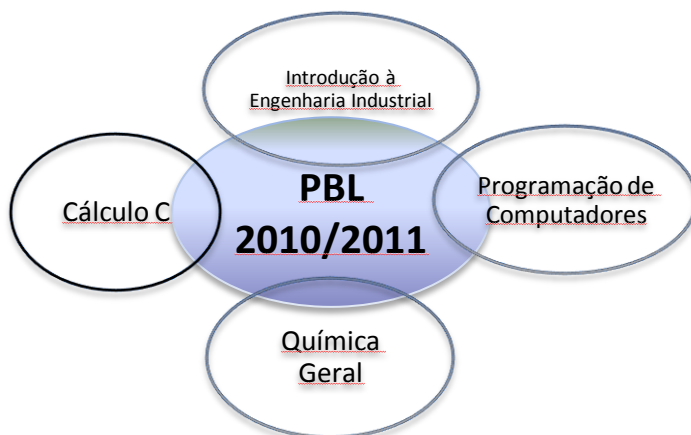 Introdução à
Engenharia Industrial
PBL
2010/2011
Cálculo C
Programação de
Computadores
Química
Geral